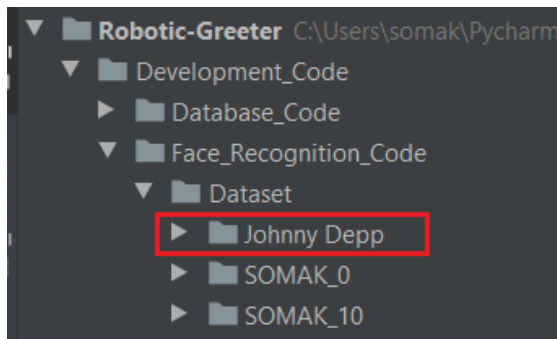 Robotic-Greeter C:\Users\somak\Pycharm
Development_Code
Database_Code
Face_Recognition_Code
Dataset
Johnny Depp
SOMAK_0
SOMAK_10